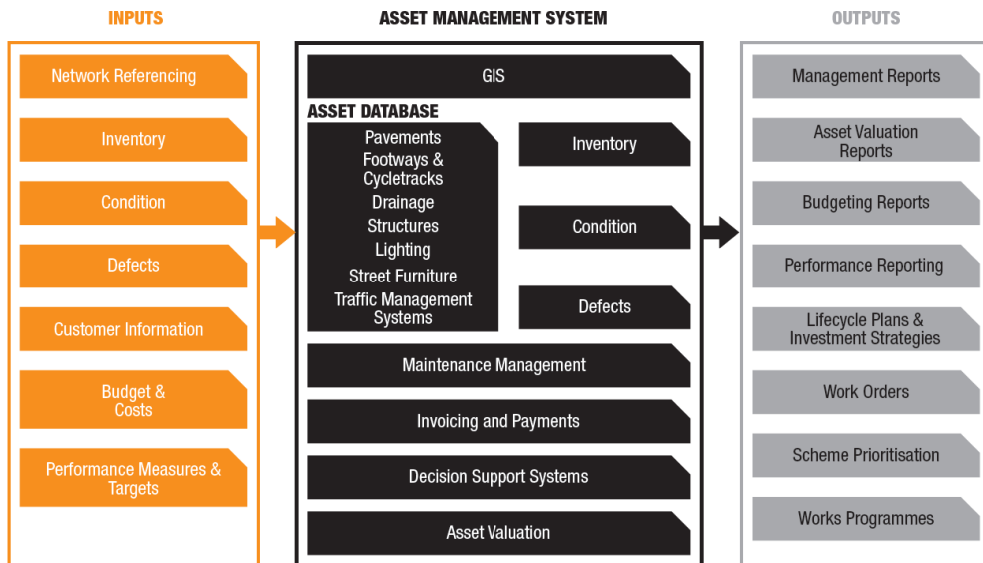 INPUTS
Network Referencing
Inventory
Condition
Defects
Customer Information
Budget &
Costs
Performance Measures &
Targets
ASSET MANAGEMENT SYSTEM
GIS
ASSET DATABASE
Pavements
Footways &
Cycletracks
Drainage
Structures
Lighting
Street Furniture
Traffic Management
Systems
Inventory
Condition
Defects
Maintenance Management
Invoicing and Payments
Decision Support Systems
Asset Valuation
OUTPUTS
Management Reports
Asset Valuation
Reports
Budgeting Reports
Performance Reporting
Lifecycle Plans &
Investment Strategies
Work Orders
Scheme Prioritisation
Works Programmes